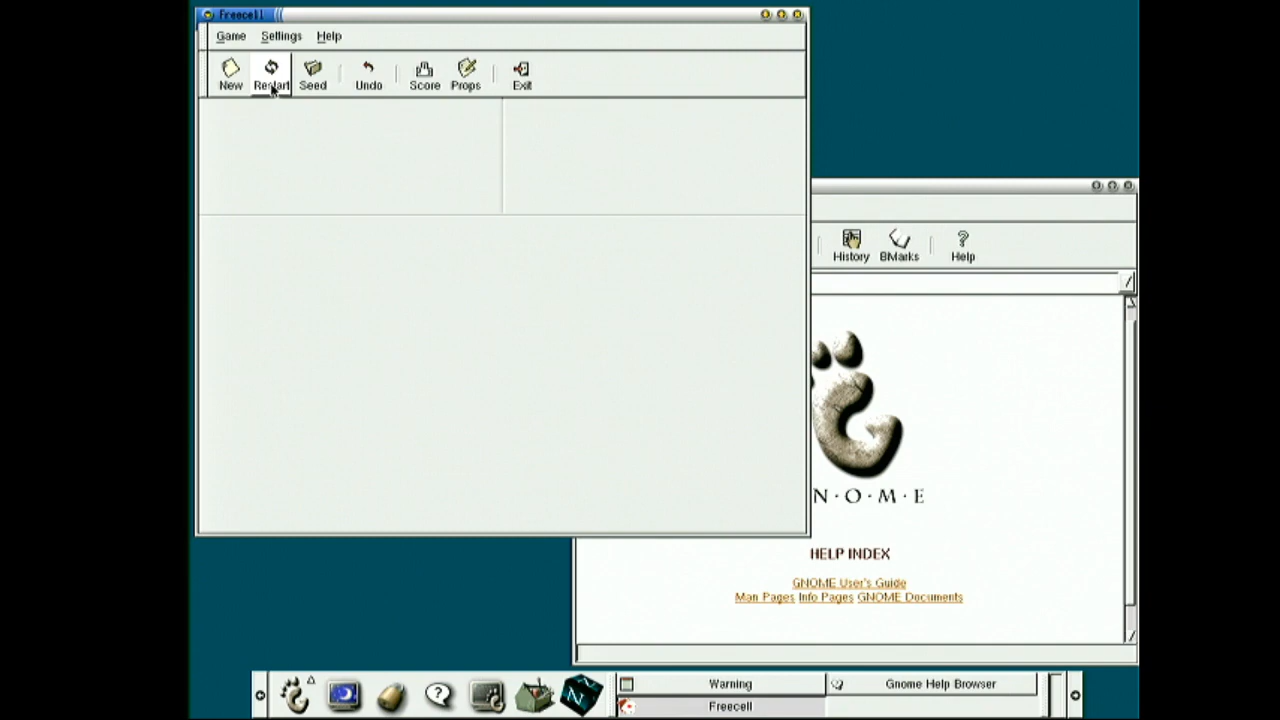 Freecell
Game Settings Help
New Restart Seed Undo Score Props Exit
History BMarks Help
N·O·M·E
HELP INDEX
GNOME User's Guide
Man Pages Info Pages GNOME Documents
Warning
Gnome Help Browser
Freecell